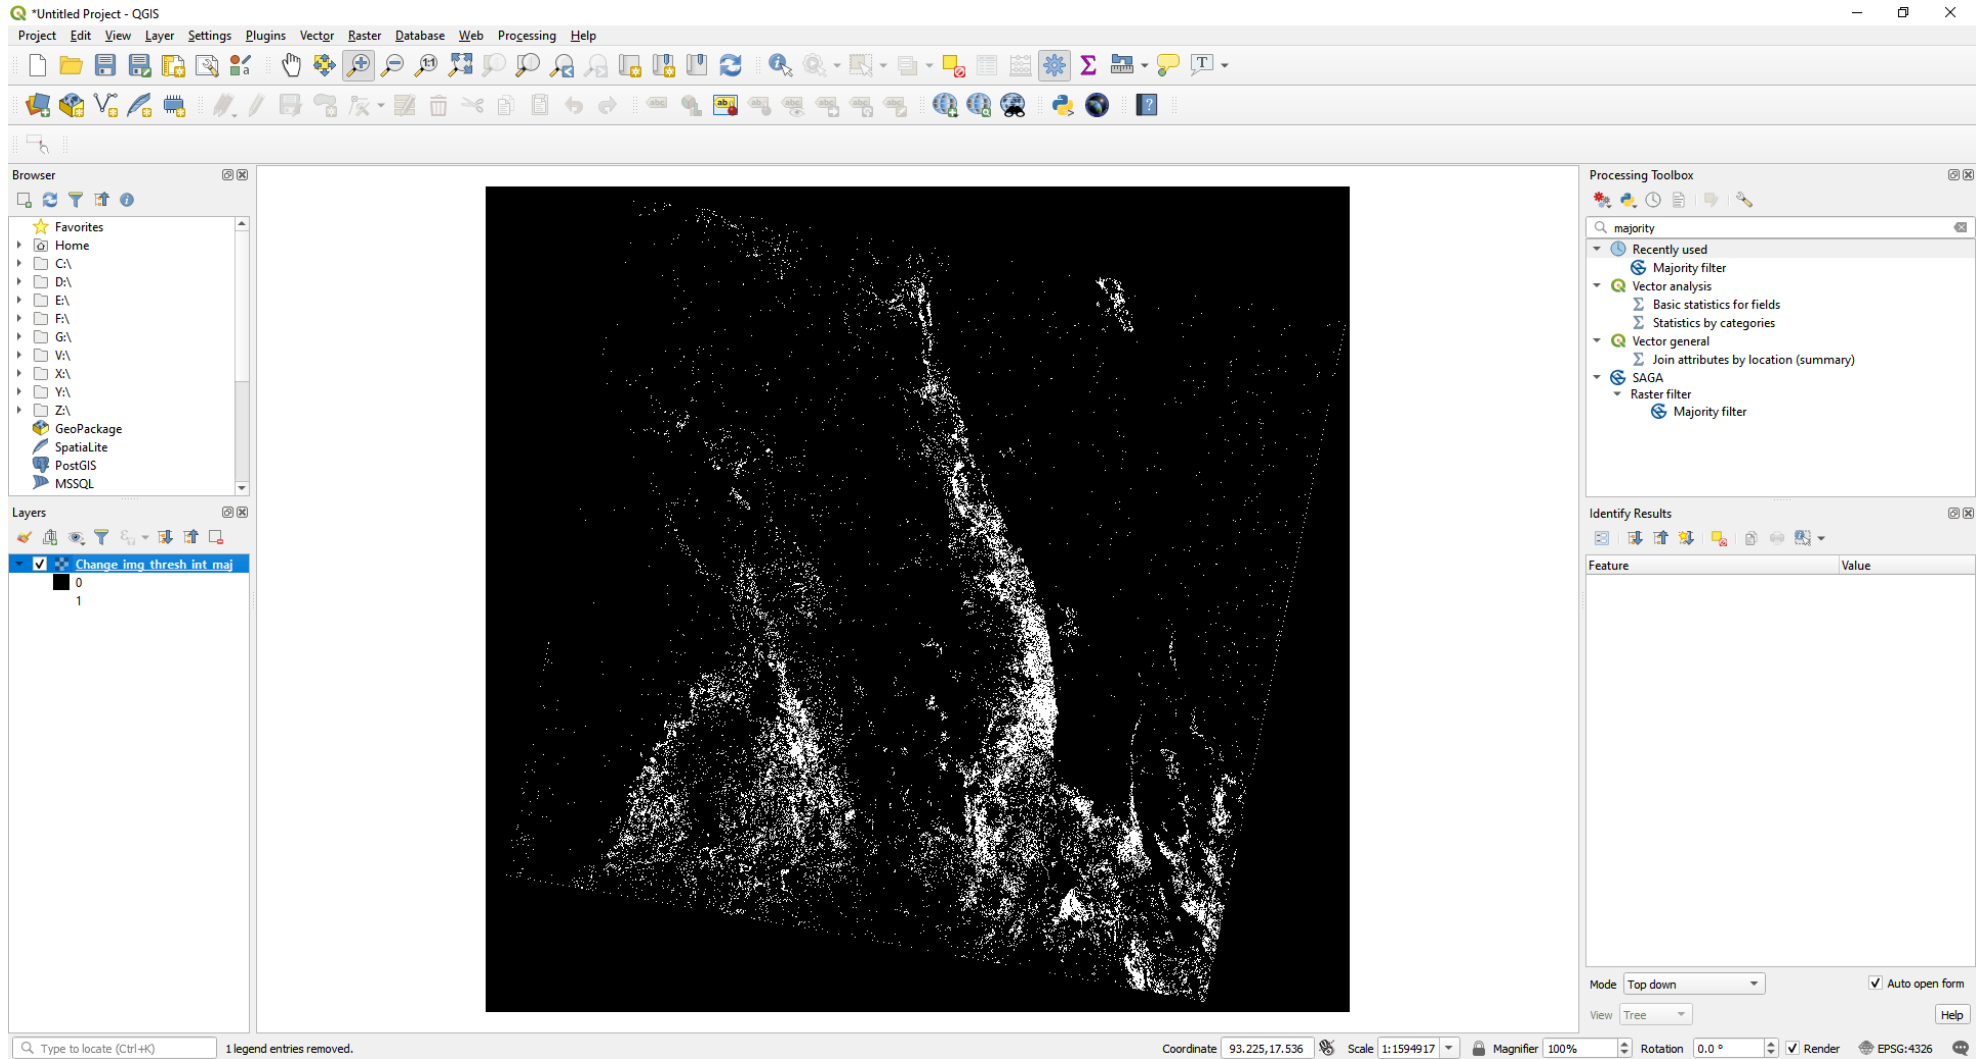 *Untitled Project - QGIS
Project Edit View Layer Settings Plugins Vector Raster Database Web Processing Help
Browser
Favorites
Home
C:\
D:\
E:\
F:\
G:\
V:\
X:\
Y:\
Z:\
GeoPackage
SpatiaLite
PostGIS
MSSQL
Layers
Change_img_thresh_int_maj
0
1
Processing Toolbox
majority
Recently used
Majority filter
Vector analysis
Basic statistics for fields
Statistics by categories
Vector general
Join attributes by location (summary)
SAGA
Raster filter
Majority filter
Identify Results
Feature Value
Mode Top down Auto open form
View Tree Help
Type to locate (Ctrl+K) 1 legend entries removed. Coordinate 93.225,17.536 Scale 1:1594917 Magnifier 100% Rotation 0.0 ° Render EPSG:4326